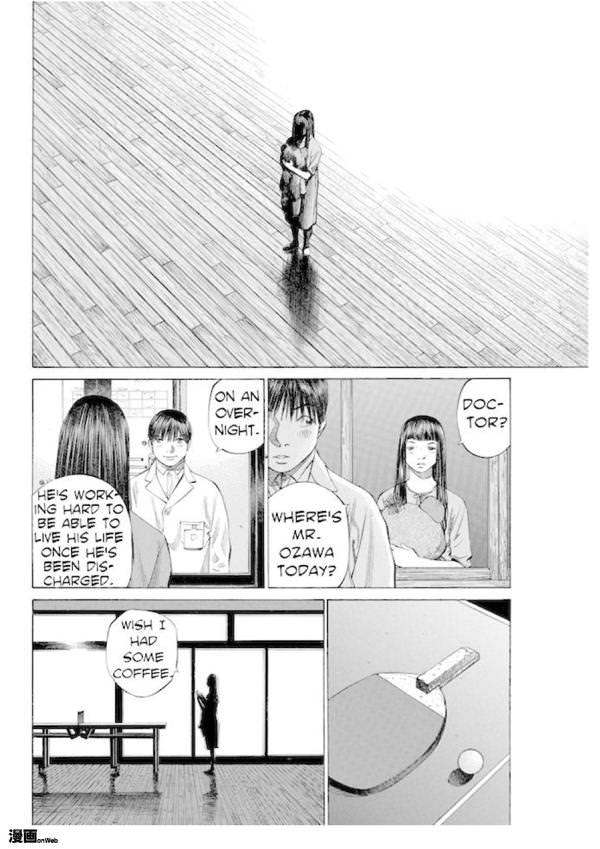 DOC-
TOR?
WHERE'S
MR.
OZAWA
TODAY?
ON AN
OVER-
NIGHT.
HE'S WORK-
ING HARD TO
BE ABLE TO
LIVE HIS LIFE
ONCE HE'S
BEEN DIS-
CHARGED.
WISH I
HAD
SOME
COFFEE.
漫画onWeb